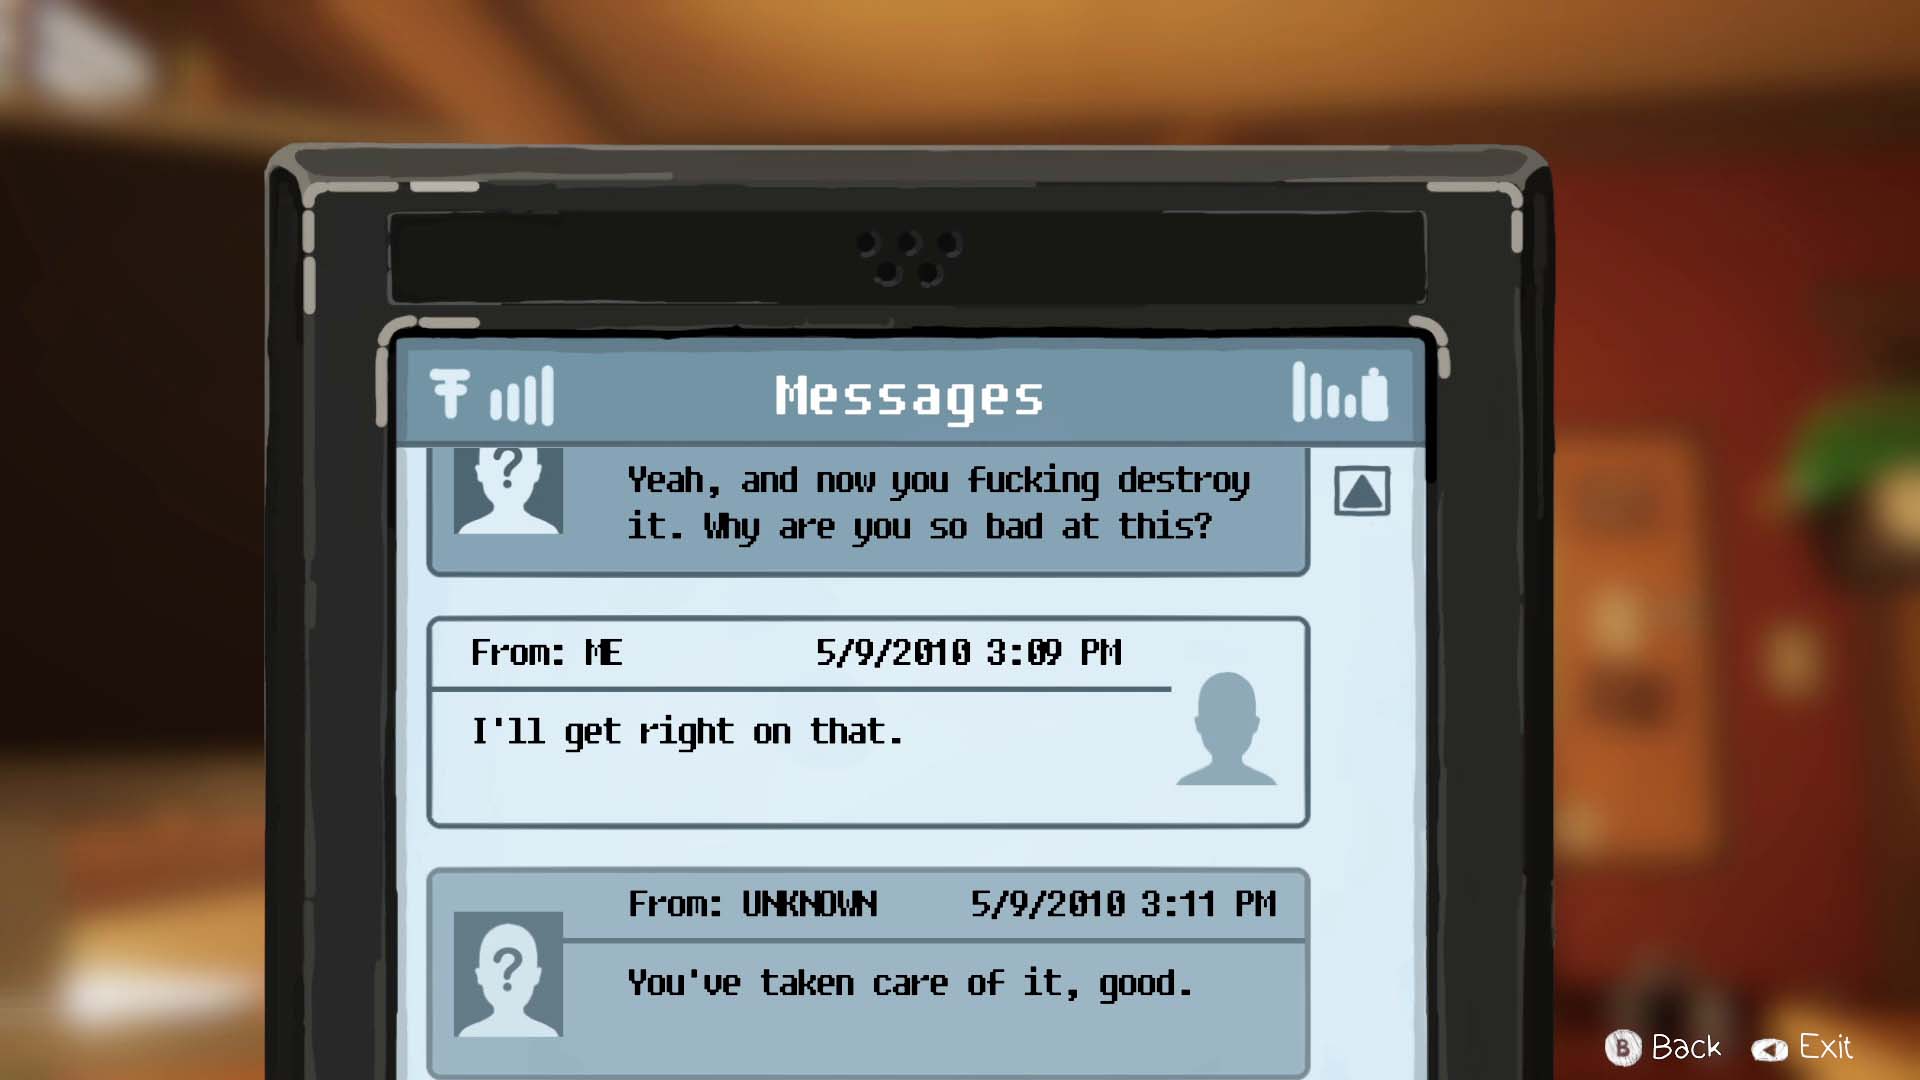 Messages
Yeah, and now you fucking destroy
it. Why are you so bad at this?
From: ME 5/9/2010 3:09 PM
I'll get right on that.
From: UNKNOWN 5/9/2010 3:11 PM
You've taken care of it, good.
B Back Exit